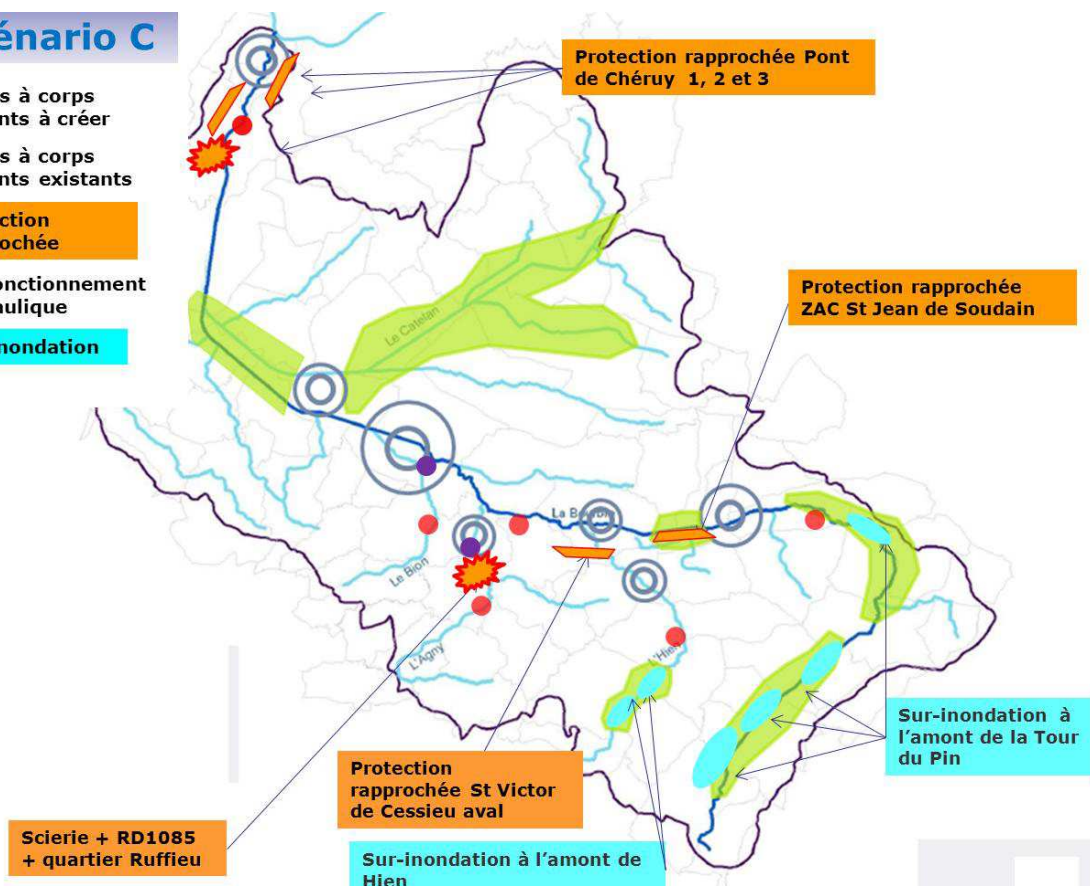 énario C
s à corps
nts à créer
s à corps
nts existants
ction
ochée
onctionnement
aulique
nondation
Protection rapprochée Pont
de Chéruy 1, 2 et 3
Protection rapprochée
ZAC St Jean de Soudain
Le Catelan
La Bourbre
Le Bion
L'Agny
L'Hien
Sur-inondation à
l'amont de la Tour
du Pin
Protection
rapprochée St Victor
de Cessieu aval
Scierie + RD1085
+ quartier Ruffieu
Sur-inondation à l'amont de
Hien